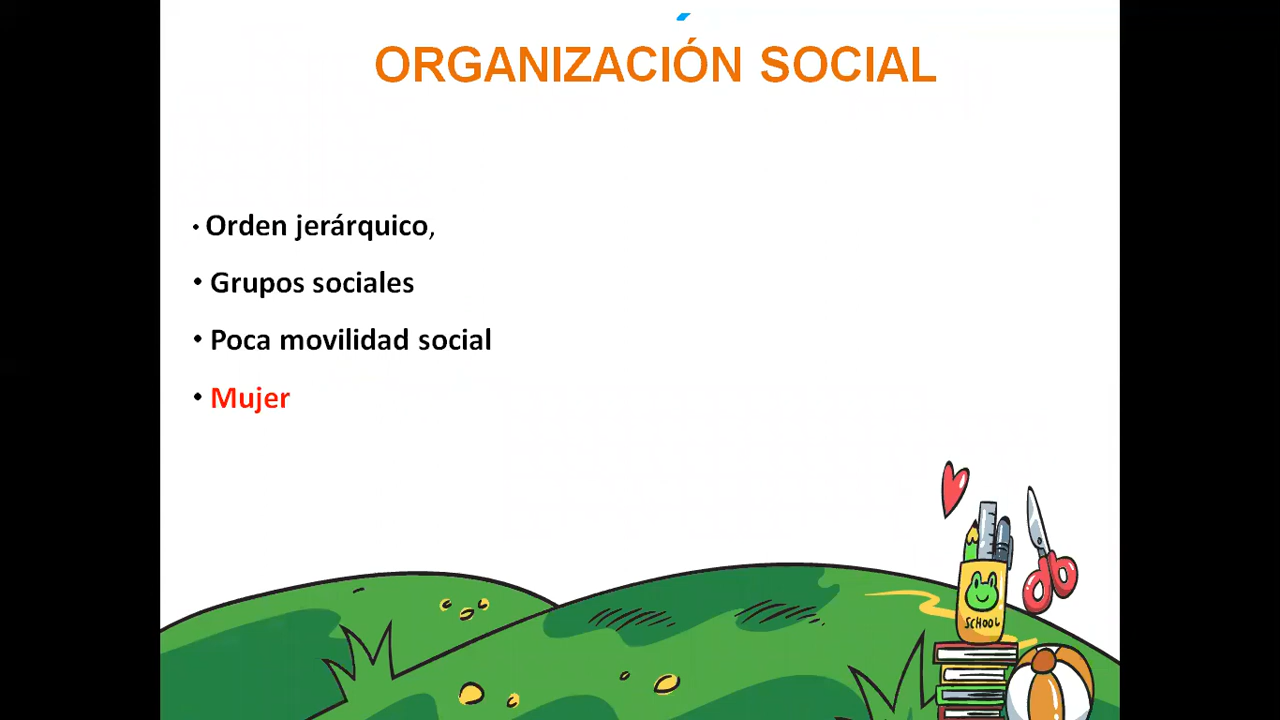 ORGANIZACIÓN SOCIAL
• Orden jerárquico,
• Grupos sociales
• Poca movilidad social
• Mujer
SCHOOL